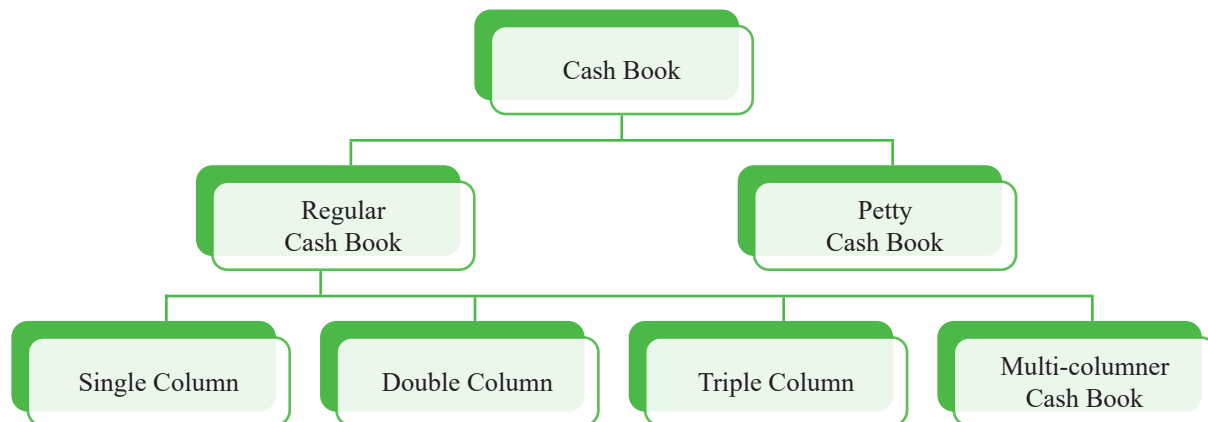 Cash Book
Regular
Cash Book
Petty
Cash Book
Single Column
Double Column
Triple Column
Multi-columner
Cash Book